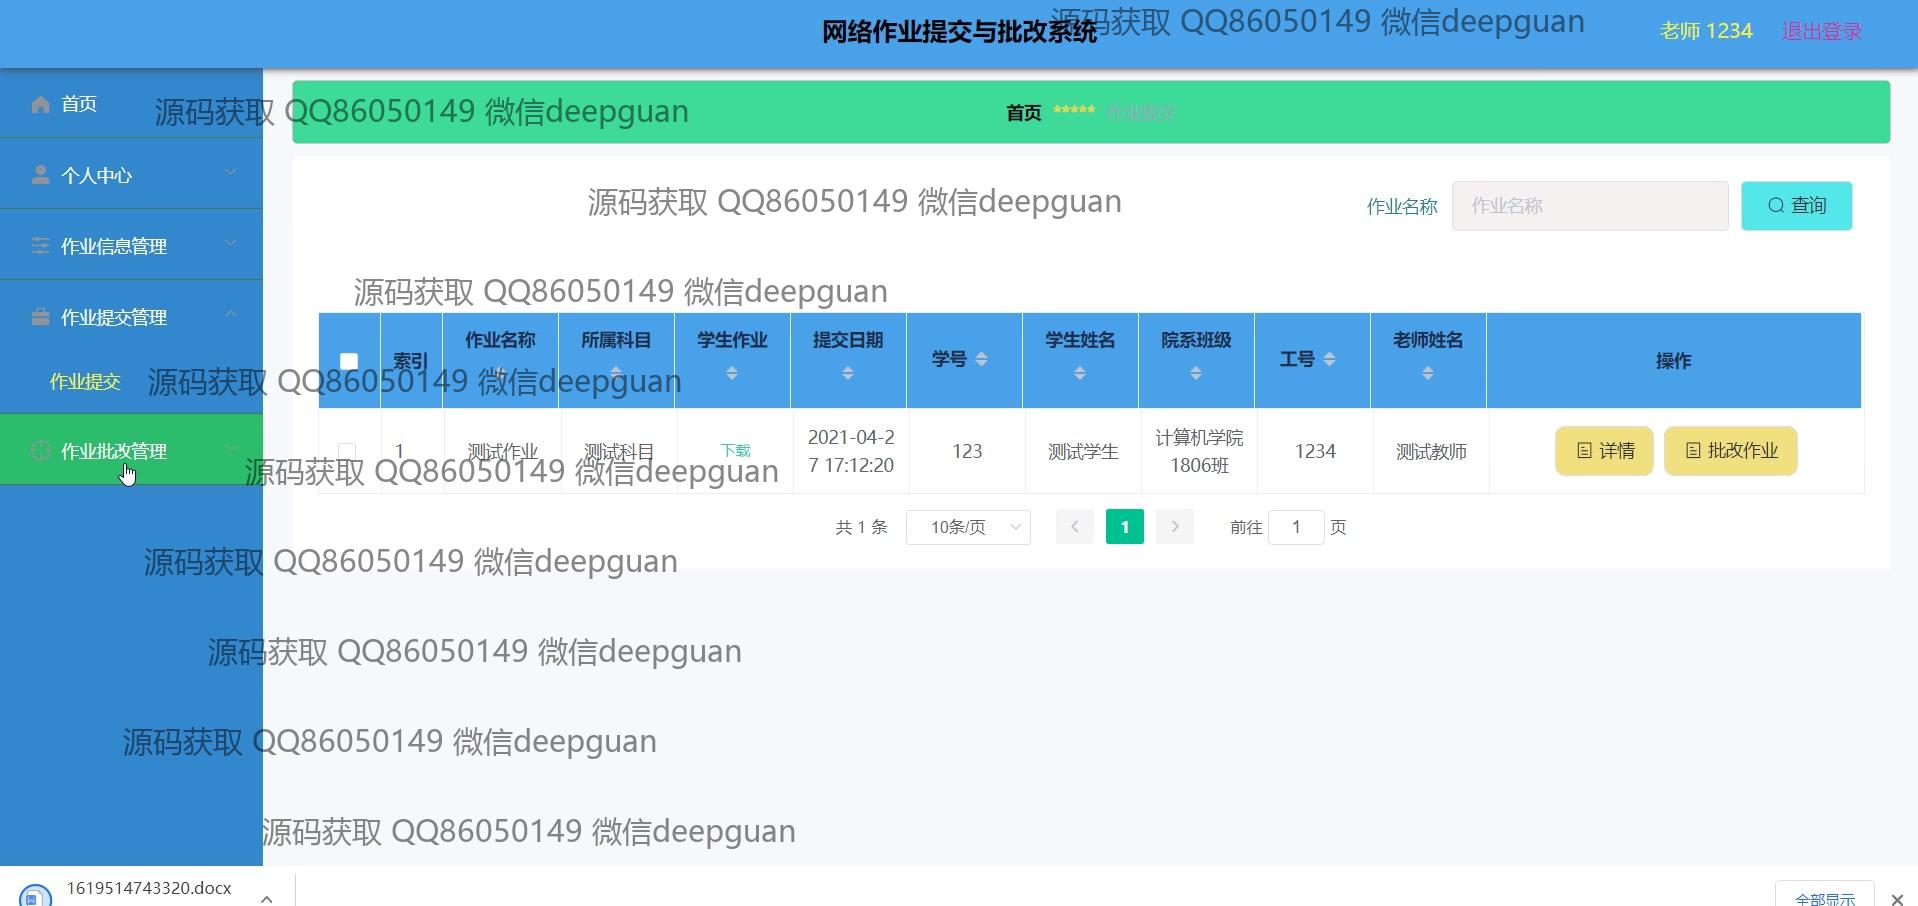 网络作业提交与批改系统
源码获取 QQ86050149 微信deepguan
老师 1234
退出登录
首页
源码获取 QQ86050149 微信deepguan
首页 ***** 作业提交
个人中心
源码获取 QQ86050149 微信deepguan
作业名称
作业名称
查询
作业信息管理
源码获取 QQ86050149 微信deepguan
作业提交管理
索引
作业名称
所属科目
学生作业
提交日期
学号
学生姓名
院系班级
工号
老师姓名
操作
作业提交
源码获取 QQ86050149 微信deepguan
作业批改管理
1
测试作业
测试科目
下载
2021-04-2
7 17:12:20
123
测试学生
计算机学院
1806班
1234
测试教师
详情
批改作业
源码获取 QQ86050149 微信deepguan
共 1 条
10条/页
1
前往 1 页
源码获取 QQ86050149 微信deepguan
源码获取 QQ86050149 微信deepguan
源码获取 QQ86050149 微信deepguan
源码获取 QQ86050149 微信deepguan
1619514743320.docx
全部显示